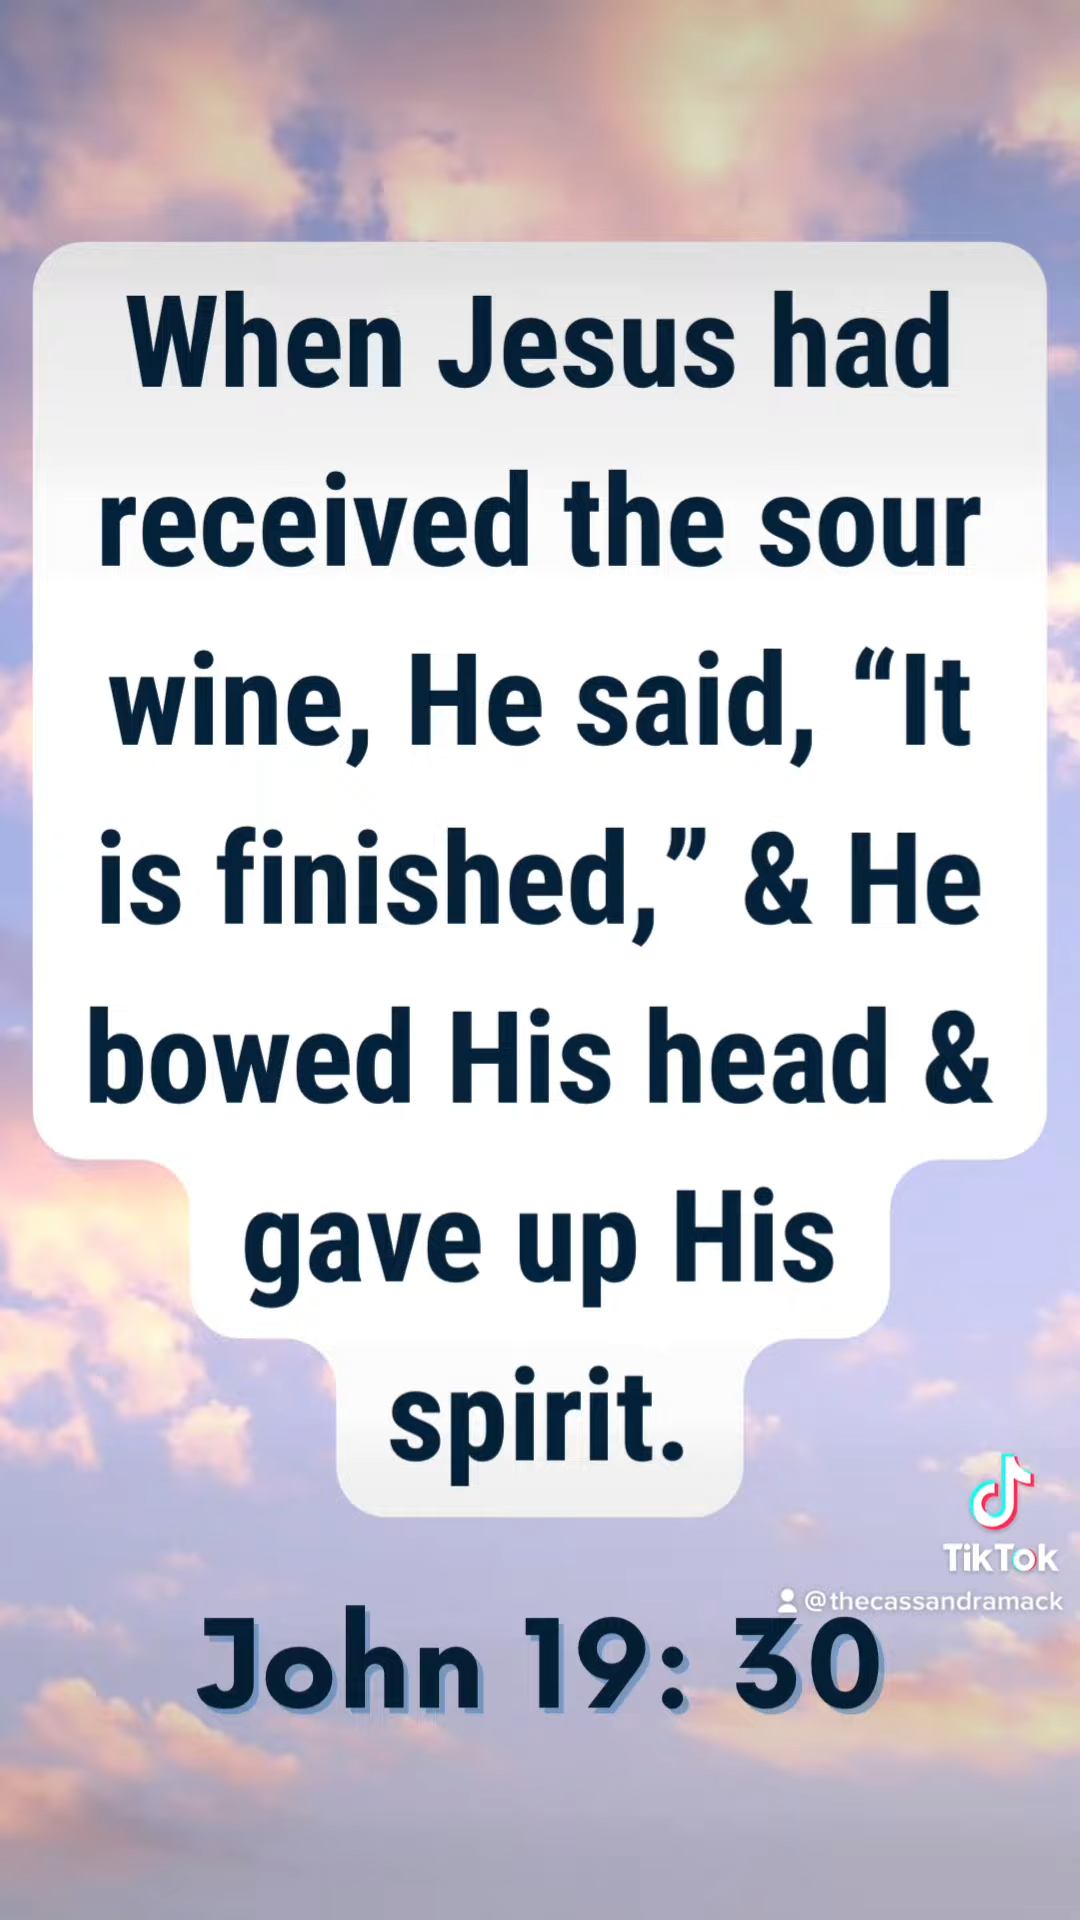 When Jesus had
received the sour
wine, He said, “It
is finished,” & He
bowed His head &
gave up His
spirit.
TikTok
@thecassandramack
John 19: 30